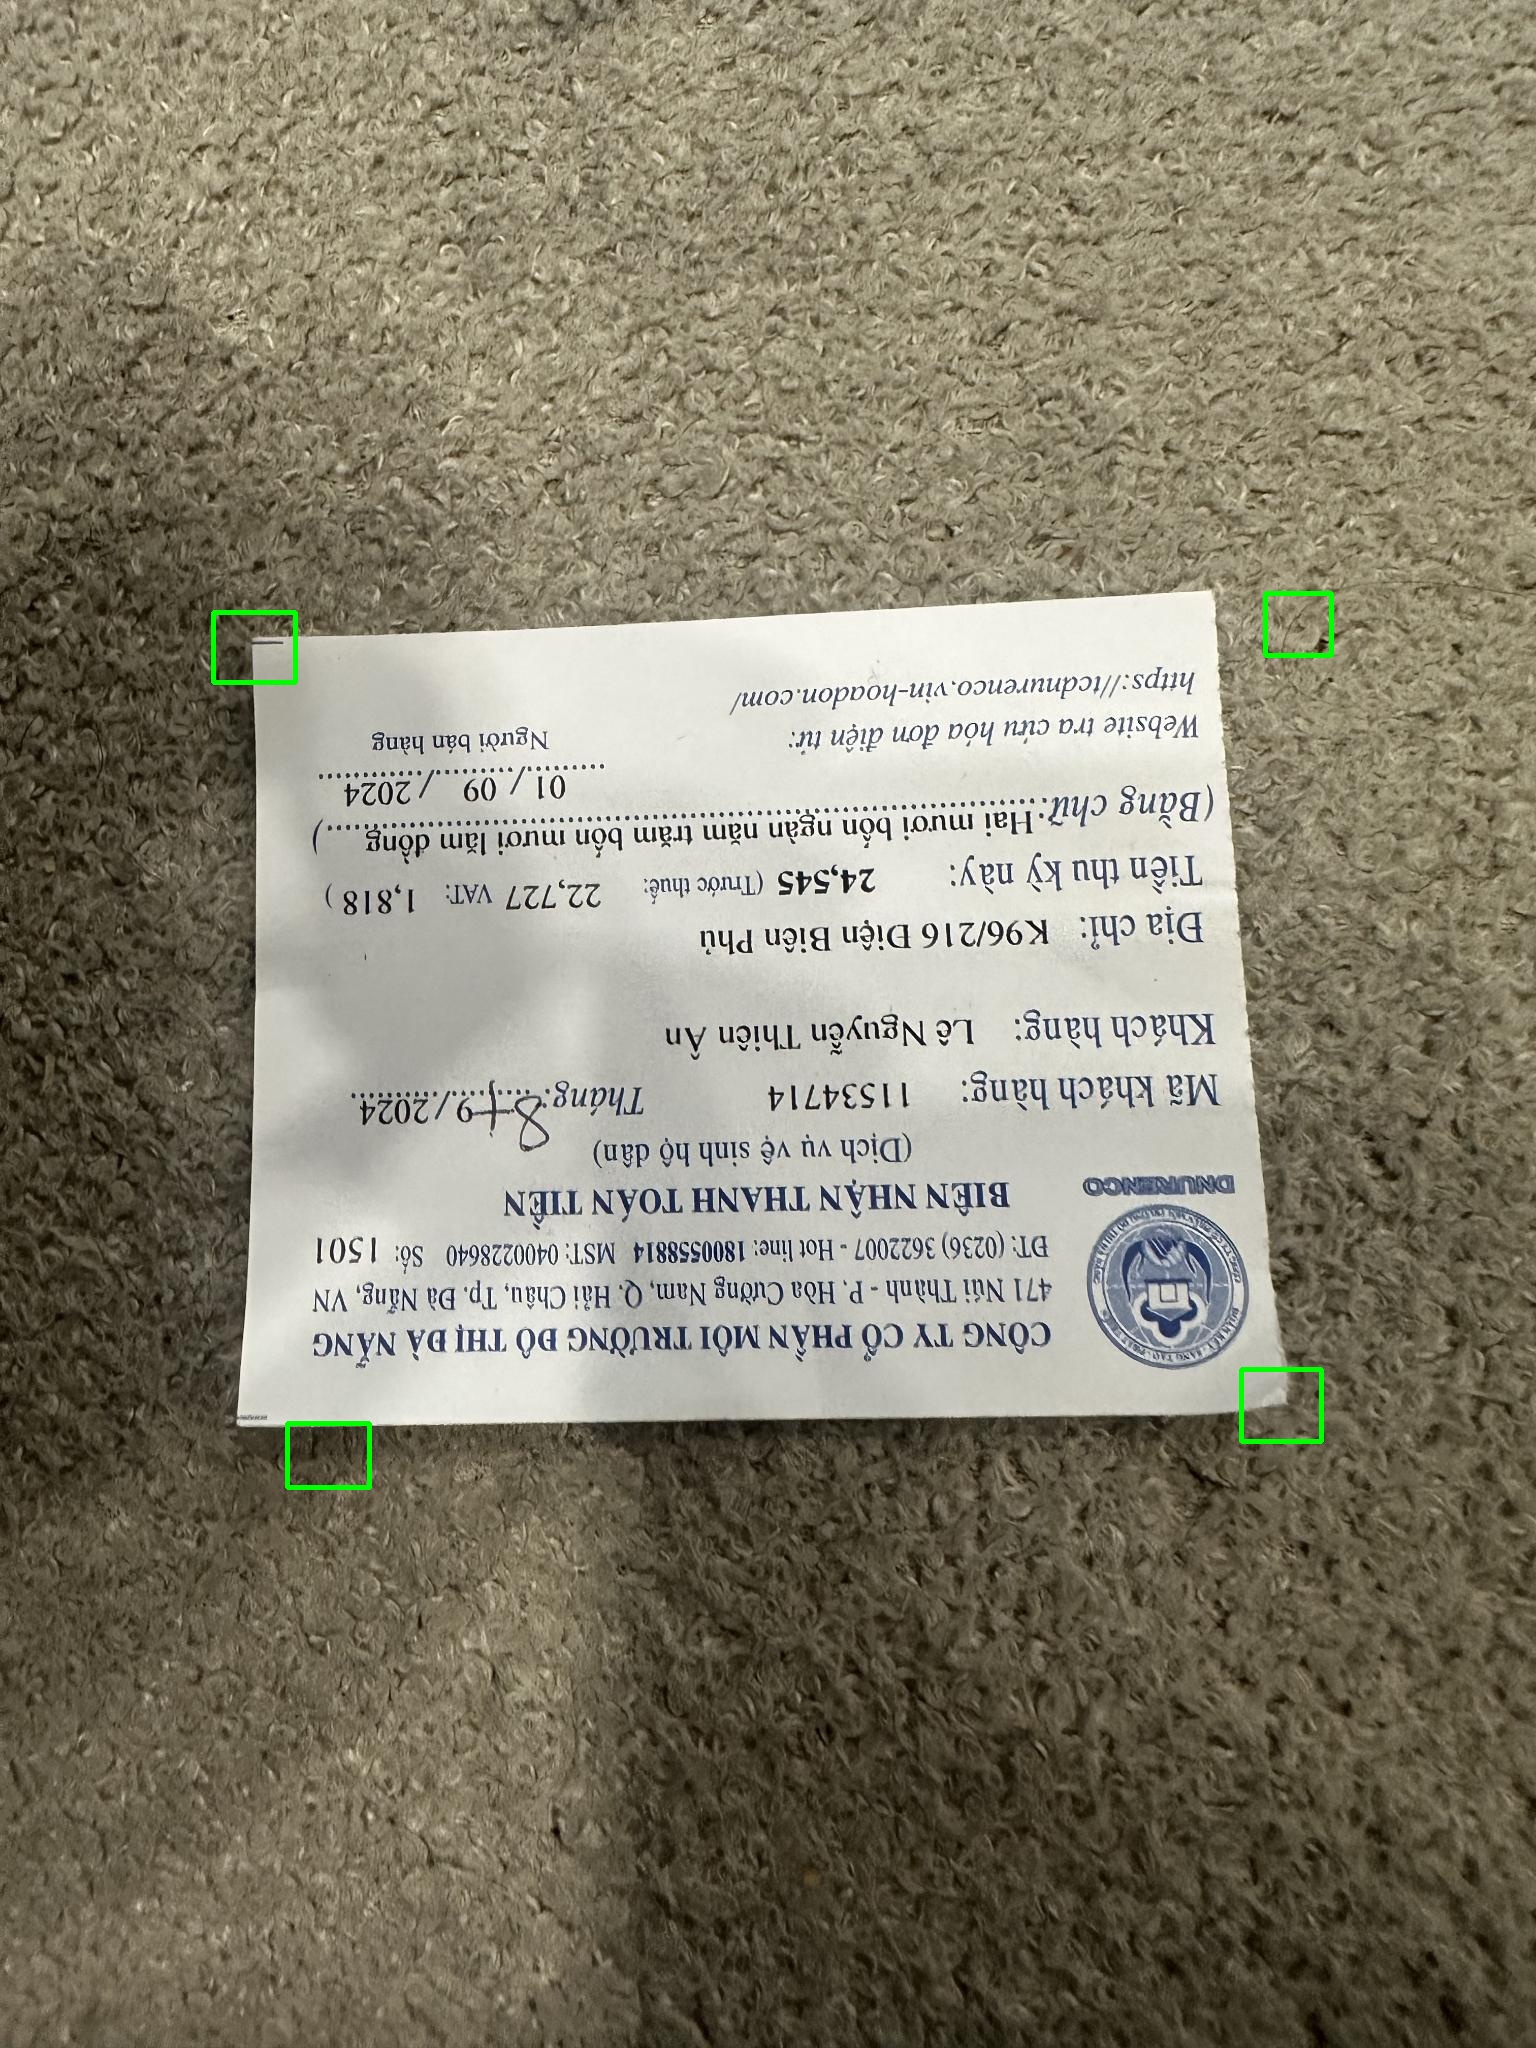 CÔNG TY CỔ PHẦN MÔI TRƯỜNG ĐÔ THỊ ĐÀ NẴNG
471 Núi Thành - P. Hòa Cường Nam, Q. Hải Châu, Tp. Đà Nẵng, VN
ĐT: (0236) 3622007 - Hot line: 1800558814 MST: 0400228640 Số: 1501
DNURENCO
BIÊN NHẬN THANH TOÁN TIỀN
(Dịch vụ vệ sinh hộ dân)
Mã khách hàng: 11534714 Tháng: 8+9/2024
Khách hàng: Lê Nguyễn Thiên Ân
Địa chỉ: K96/216 Điện Biên Phủ
Tiền thu kỳ này: 24,545 (Trước thuế: 22,727 VAT: 1,818 )
(Bằng chữ: Hai mươi bốn ngàn năm trăm bốn mươi lăm đồng )
01 / 09 / 2024
Website tra cứu hóa đơn điện tử: Người bán hàng
https://tcdnurenco.vin-hoadon.com/